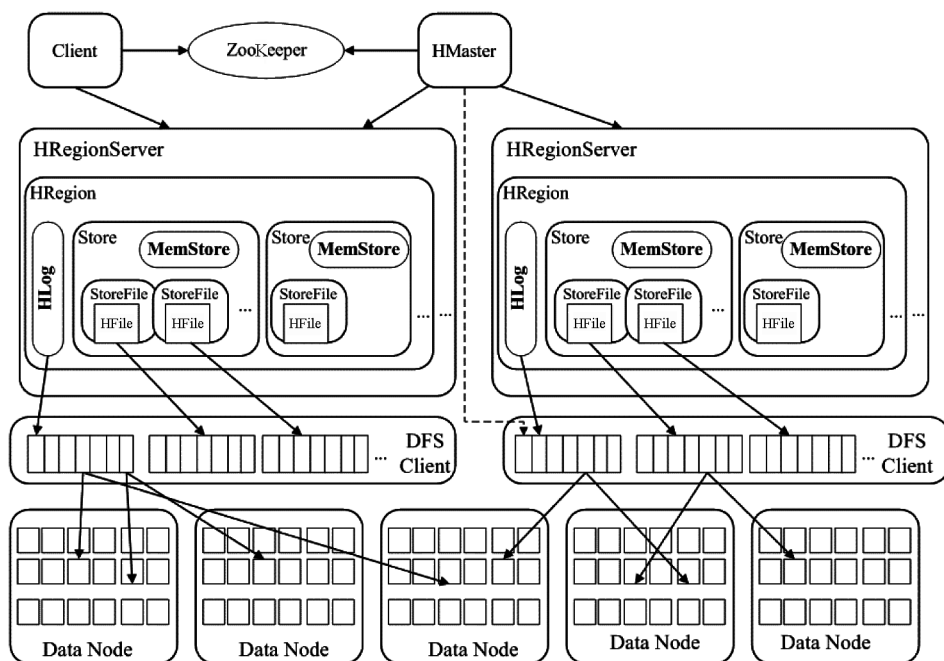 Client
ZooKeeper
HMaster
HRegionServer
HRegion
HLog
Store
MemStore
StoreFile
HFile
StoreFile
HFile
...
Store
MemStore
StoreFile
HFile
... ...
HRegionServer
HRegion
HLog
Store
MemStore
StoreFile
HFile
StoreFile
HFile
...
Store
MemStore
StoreFile
HFile
... ...
... DFS
Client
... DFS
Client
Data Node
Data Node
Data Node
Data Node
Data Node